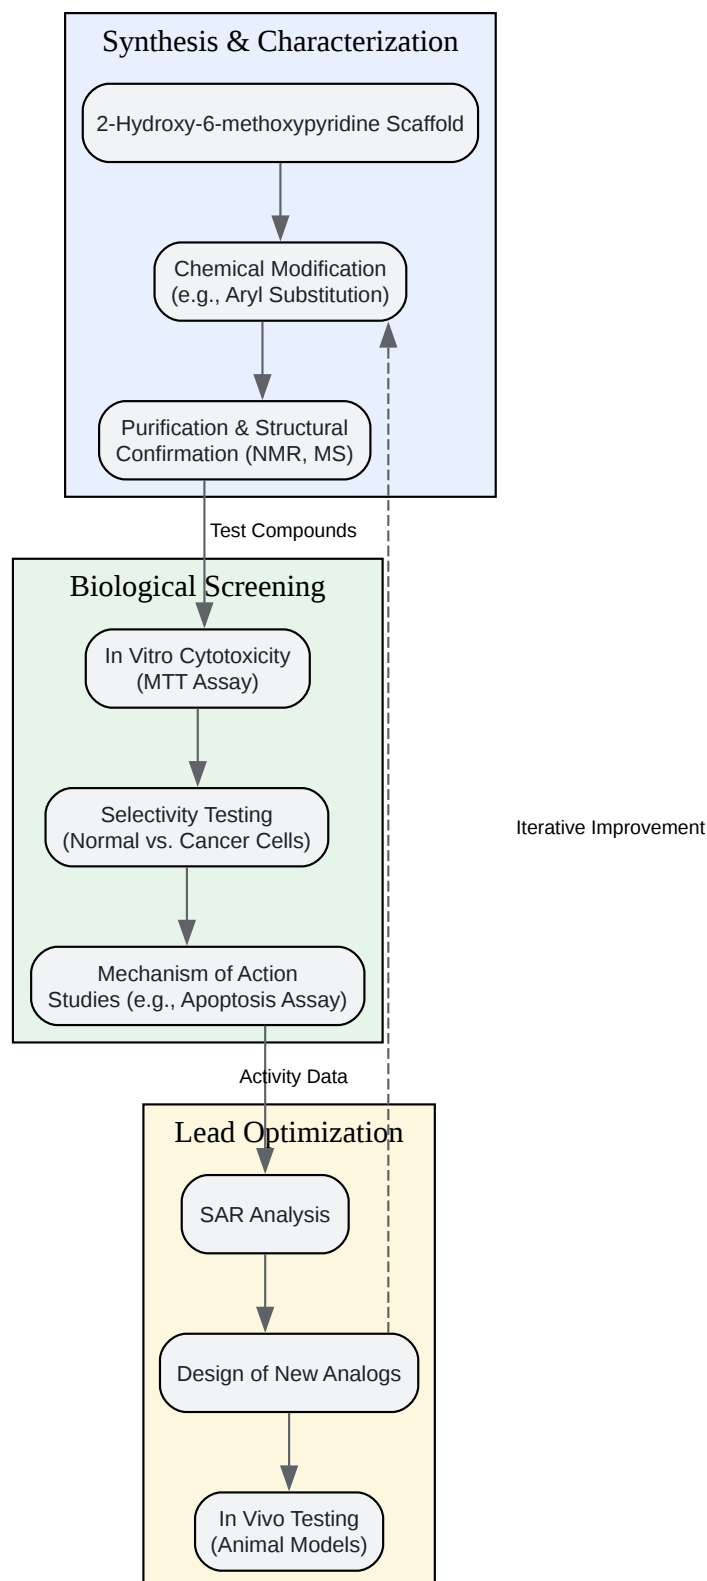 Synthesis & Characterization
2-Hydroxy-6-methoxypyridine Scaffold
Chemical Modification
(e.g., Aryl Substitution)
Purification & Structural
Confirmation (NMR, MS)
Test Compounds
Biological Screening
In Vitro Cytotoxicity
(MTT Assay)
Selectivity Testing
(Normal vs. Cancer Cells)
Iterative Improvement
Mechanism of Action
Studies (e.g., Apoptosis Assay)
Activity Data
Lead Optimization
SAR Analysis
Design of New Analogs
In Vivo Testing
(Animal Models)